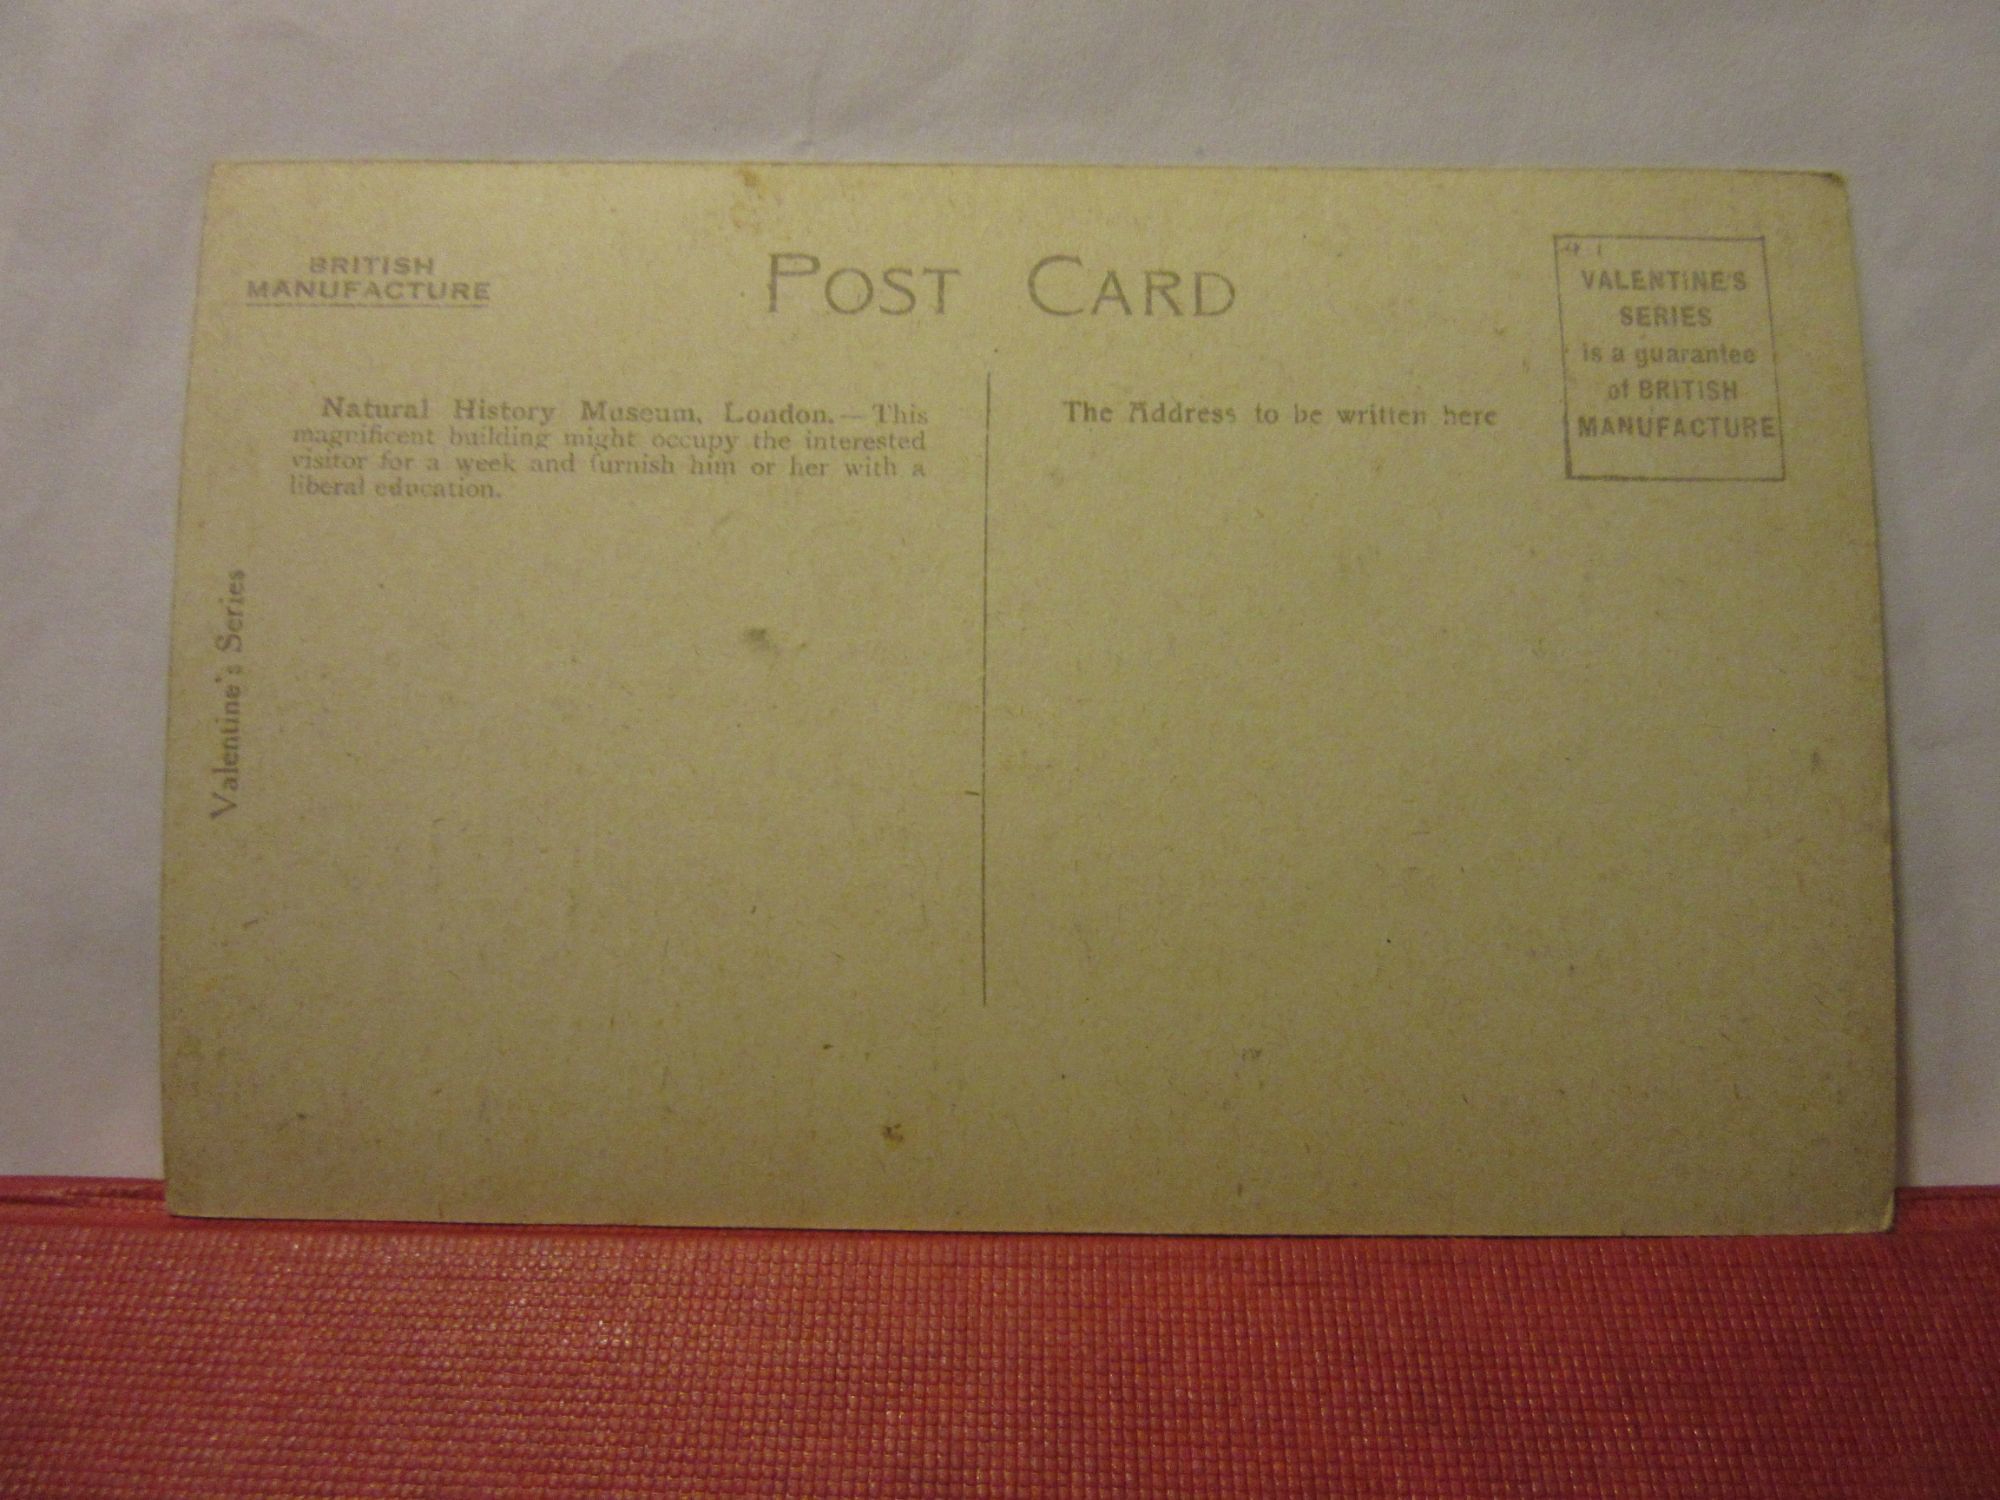 BRITISH
MANUFACTURE
POST CARD
VALENTINE'S
SERIES
is a guarantee
of BRITISH
MANUFACTURE
Natural History Museum, London.—This
magnificent building might occupy the interested
visitor for a week and furnish him or her with a
liberal education.
The Address to be written here
Valentine's Series